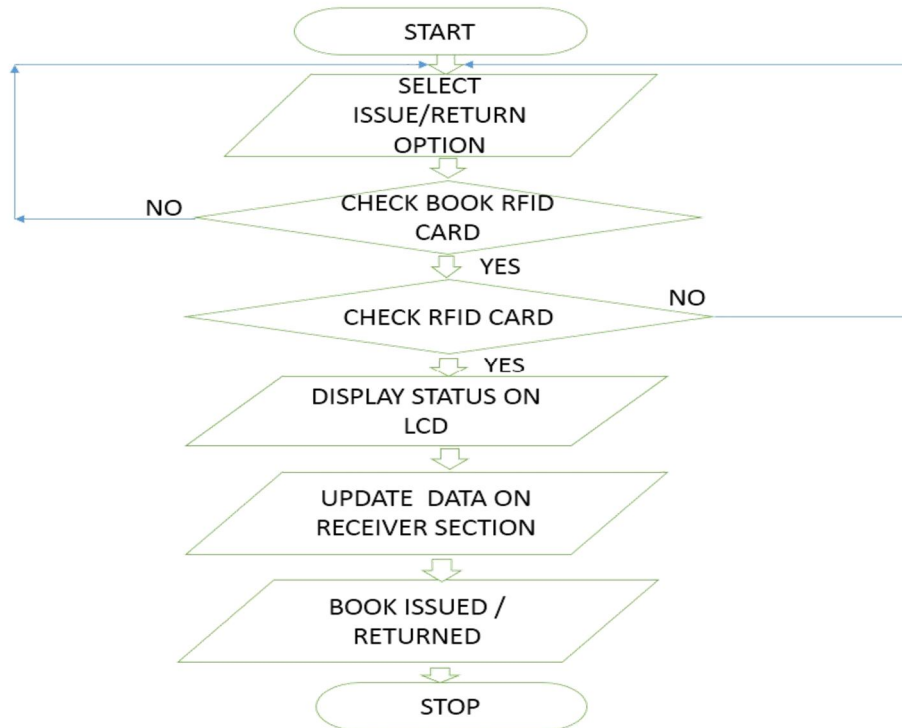 START
SELECT
ISSUE/RETURN
OPTION
NO
CHECK BOOK RFID
CARD
YES
NO
CHECK RFID CARD
YES
DISPLAY STATUS ON
LCD
UPDATE DATA ON
RECEIVER SECTION
BOOK ISSUED /
RETURNED
STOP